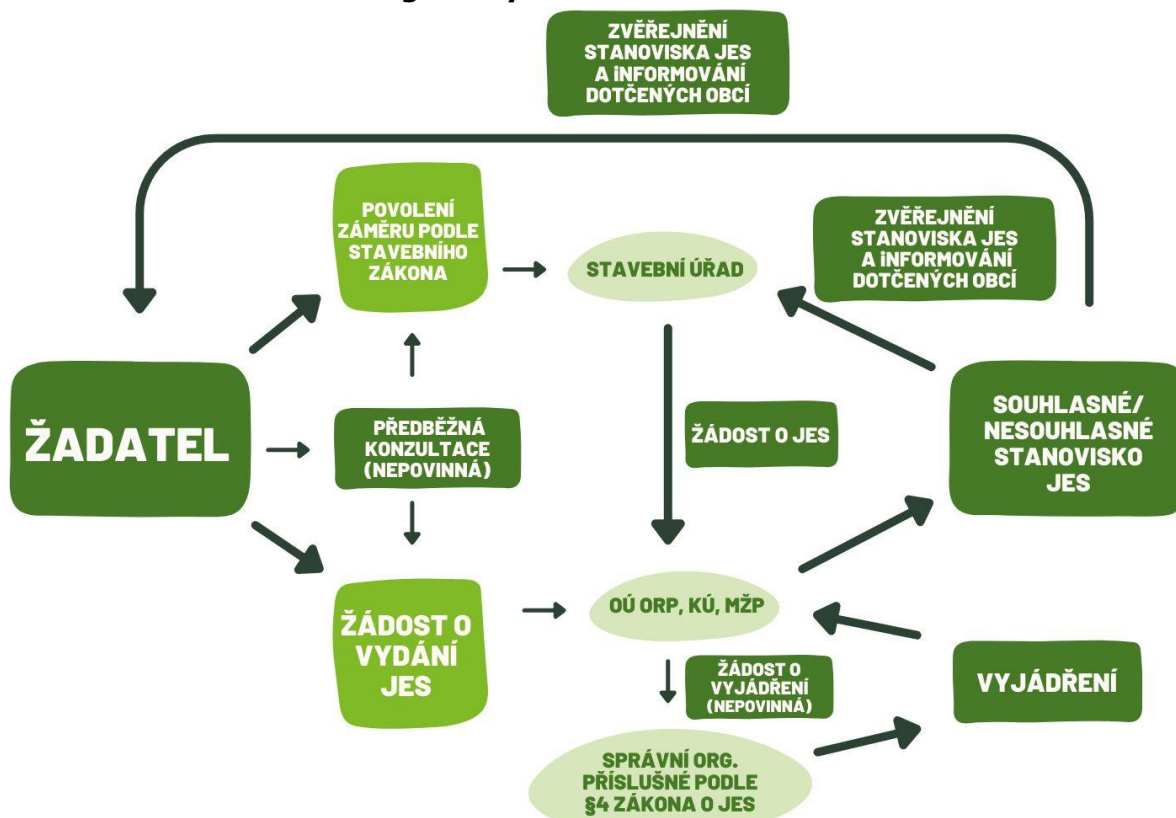 ZVĚŘEJNĚNÍ
STANOVISKA JES
A INFORMOVÁNÍ
DOTČENÝCH OBCÍ
POVOLENÍ
ZÁMĚRU PODLE
STAVEBNÍHO
ZÁKONA
STAVEBNÍ ÚŘAD
ZVĚŘEJNĚNÍ
STANOVISKA JES
A INFORMOVÁNÍ
DOTČENÝCH OBCÍ
ŽADATEL
PŘEDBĚŽNÁ
KONZULTACE
(NEPOVINNÁ)
ŽÁDOST O JES
SOUHLASNÉ/
NESOUHLASNÉ
STANOVISKO
JES
ŽÁDOST O
VYDÁNÍ
JES
OÚ ORP, KÚ, MŽP
ŽÁDOST O
VYJÁDŘENÍ
(NEPOVINNÁ)
VYJÁDŘENÍ
SPRÁVNÍ ORG.
PŘÍSLUŠNÉ PODLE
§4 ZÁKONA O JES